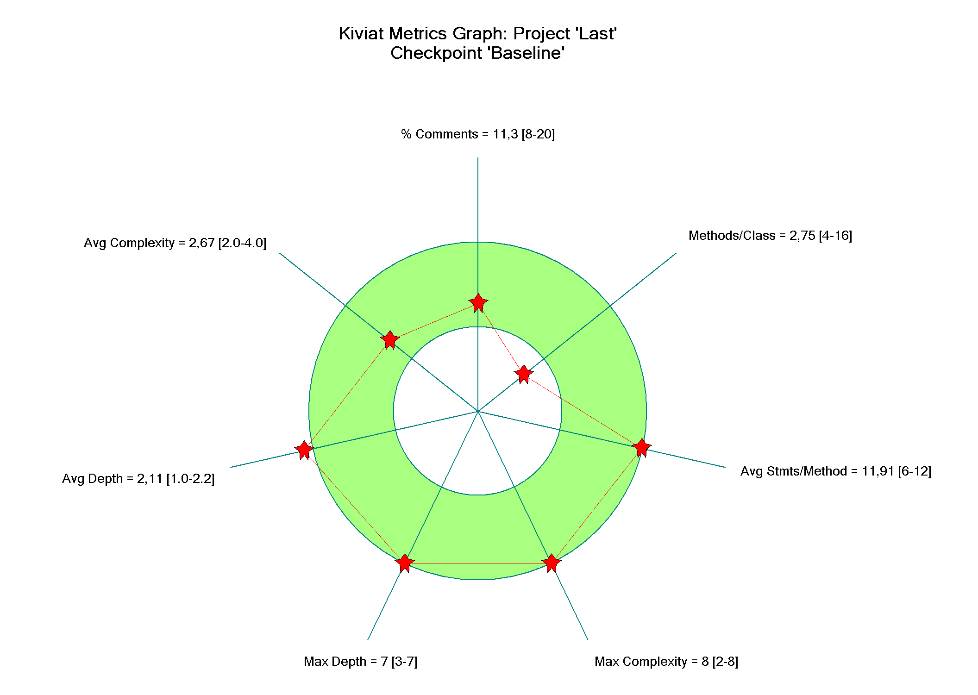 Kiviat Metrics Graph: Project 'Last'
Checkpoint 'Baseline'
% Comments = 11,3 [8-20]
Methods/Class = 2,75 [4-16]
Avg Complexity = 2,67 [2.0-4.0]
Avg Stmts/Method = 11,91 [6-12]
Avg Depth = 2,11 [1.0-2.2]
Max Depth = 7 [3-7]
Max Complexity = 8 [2-8]